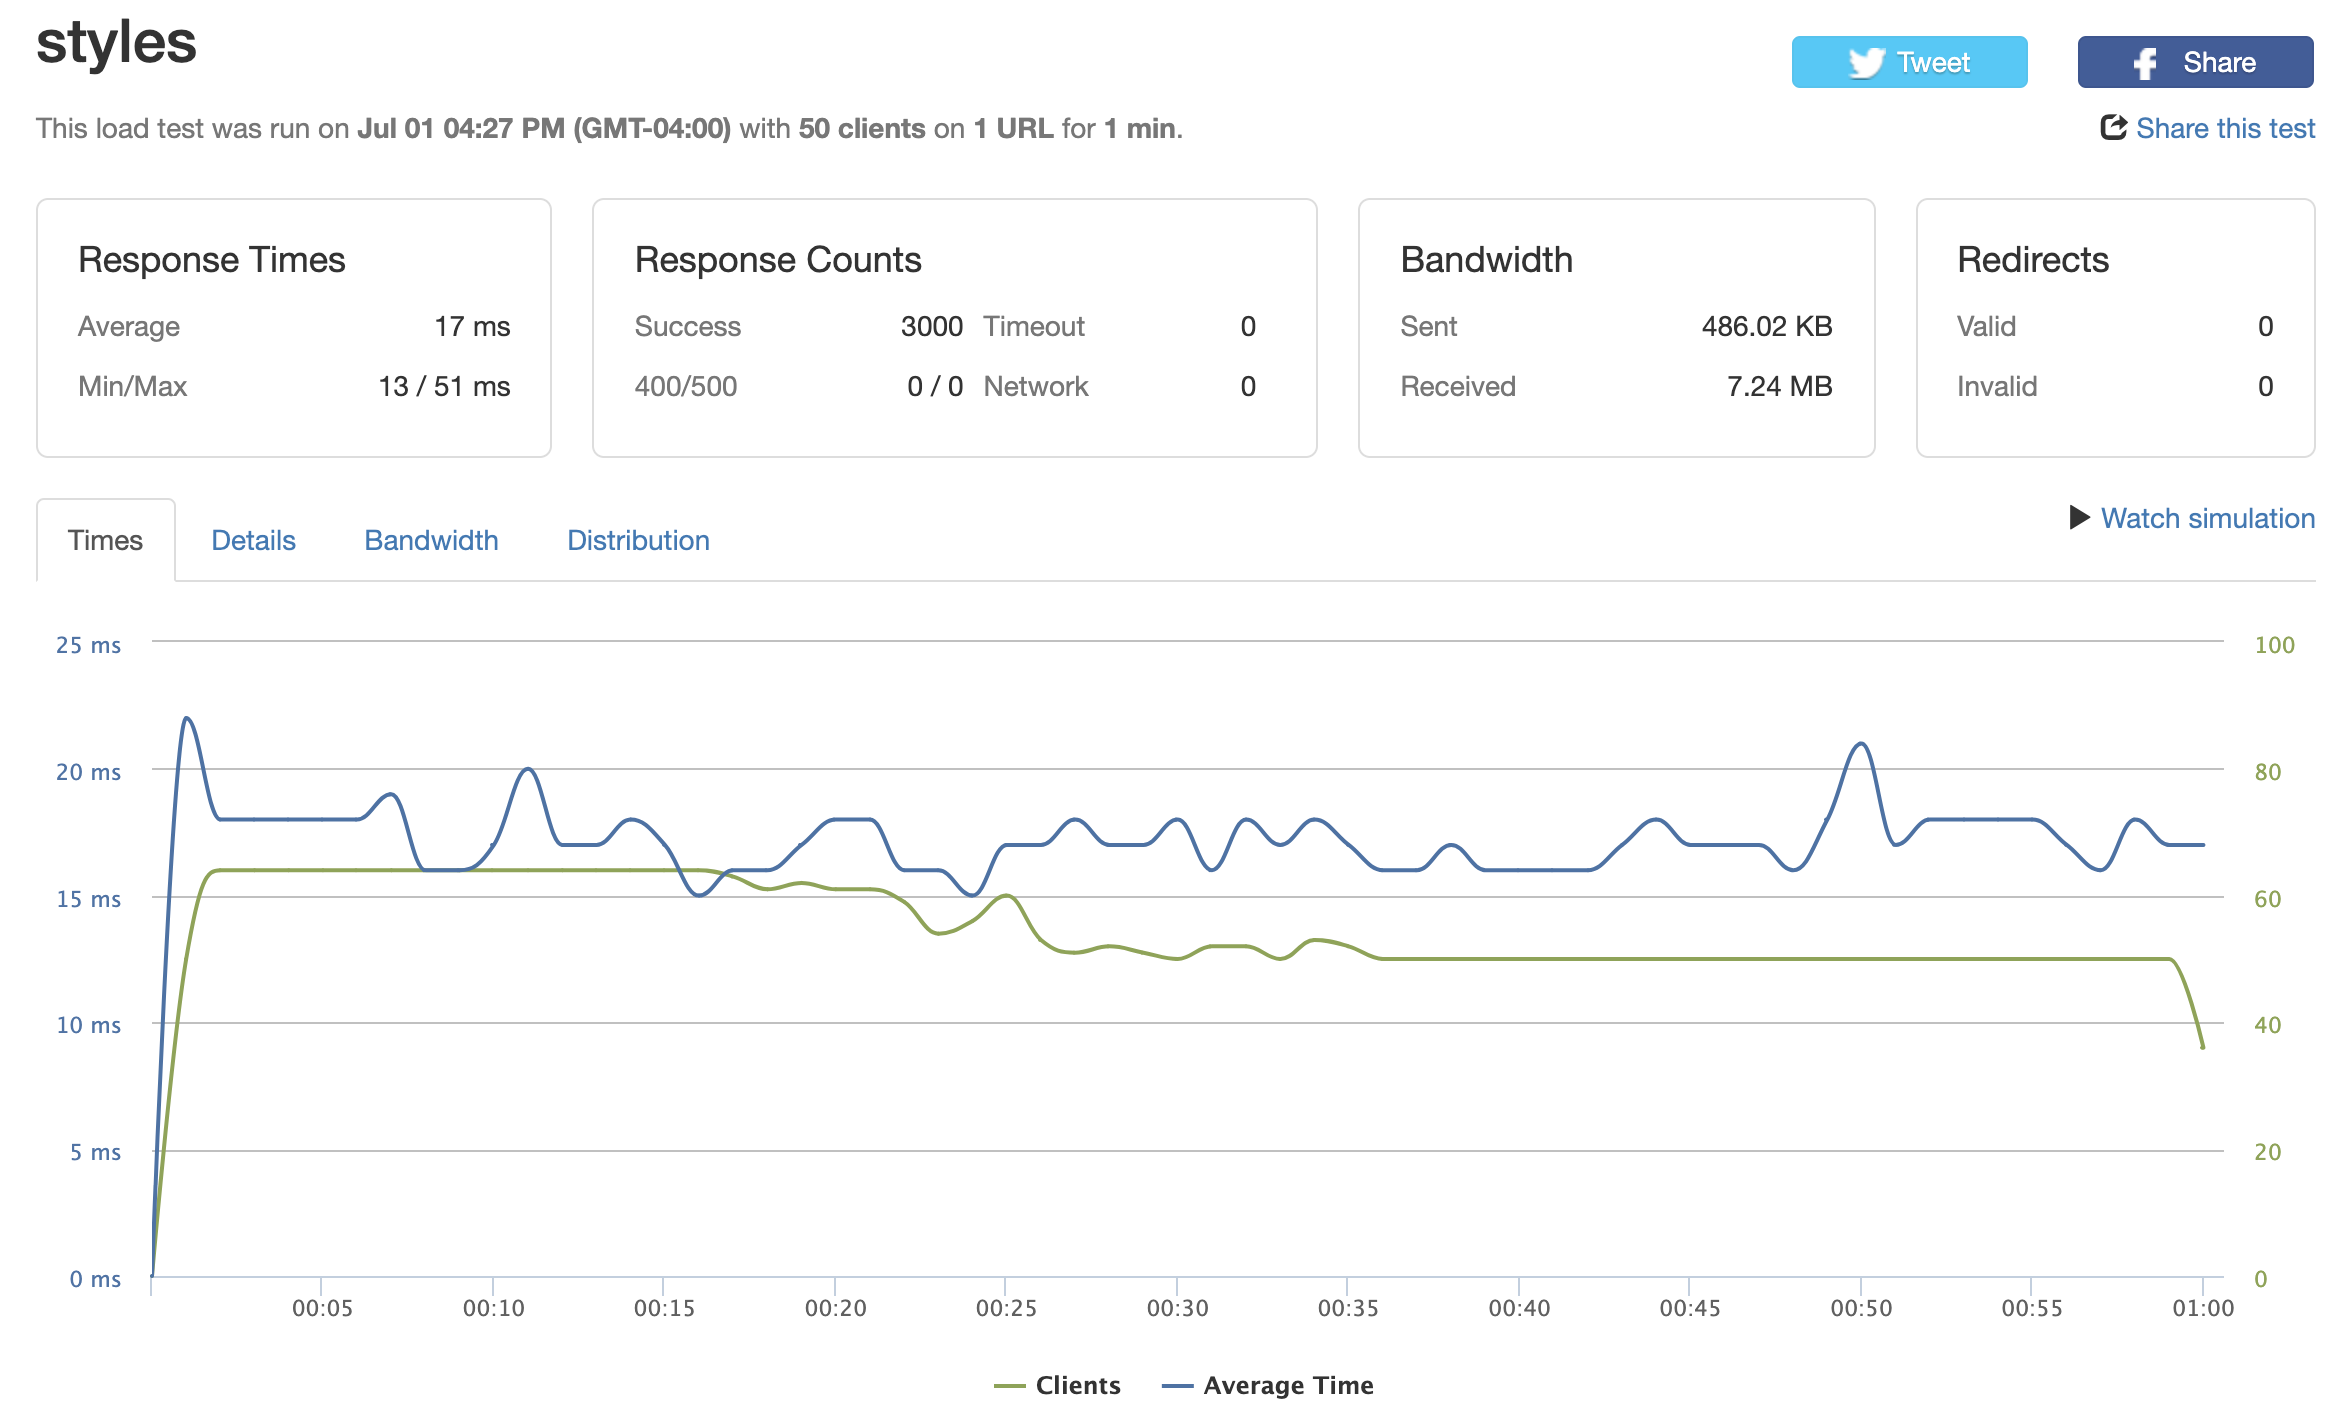 styles
Tweet
Share
This load test was run on Jul 01 04:27 PM (GMT-04:00) with 50 clients on 1 URL for 1 min.
Share this test
Response Times
Average 17 ms
Min/Max 13 / 51 ms
Response Counts
Success 3000 Timeout 0
400/500 0 / 0 Network 0
Bandwidth
Sent 486.02 KB
Received 7.24 MB
Redirects
Valid 0
Invalid 0
Times Details Bandwidth Distribution
Watch simulation
25 ms 100
20 ms 80
15 ms 60
10 ms 40
5 ms 20
0 ms 0
00:05 00:10 00:15 00:20 00:25 00:30 00:35 00:40 00:45 00:50 00:55 01:00
Clients Average Time